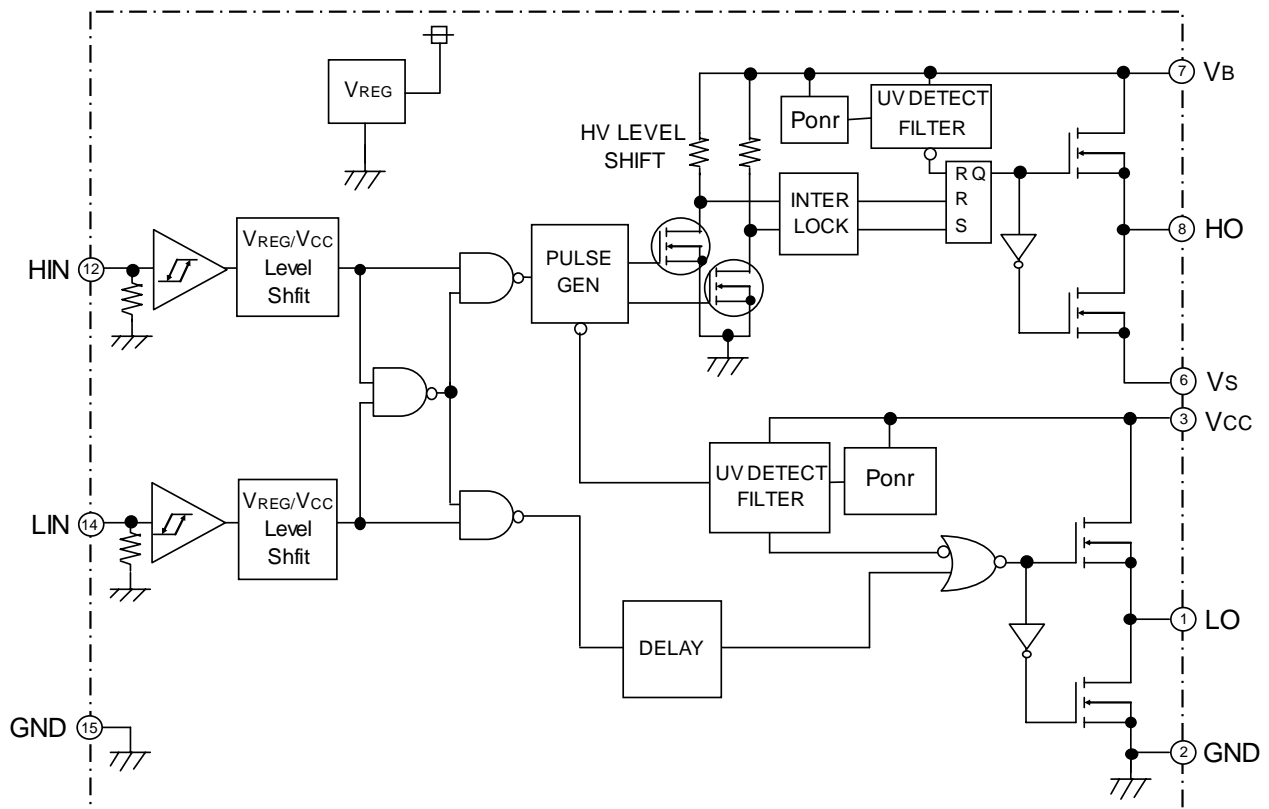 VREG
HV LEVEL
SHIFT
Ponr
UV DETECT
FILTER
7 VB
R Q
R
S
INTER
LOCK
8 HO
HIN 12
VREG/VCC
Level
Shfit
PULSE
GEN
6 VS
3 VCC
UV DETECT
FILTER
Ponr
LIN 14
VREG/VCC
Level
Shfit
DELAY
1 LO
GND 15
2 GND